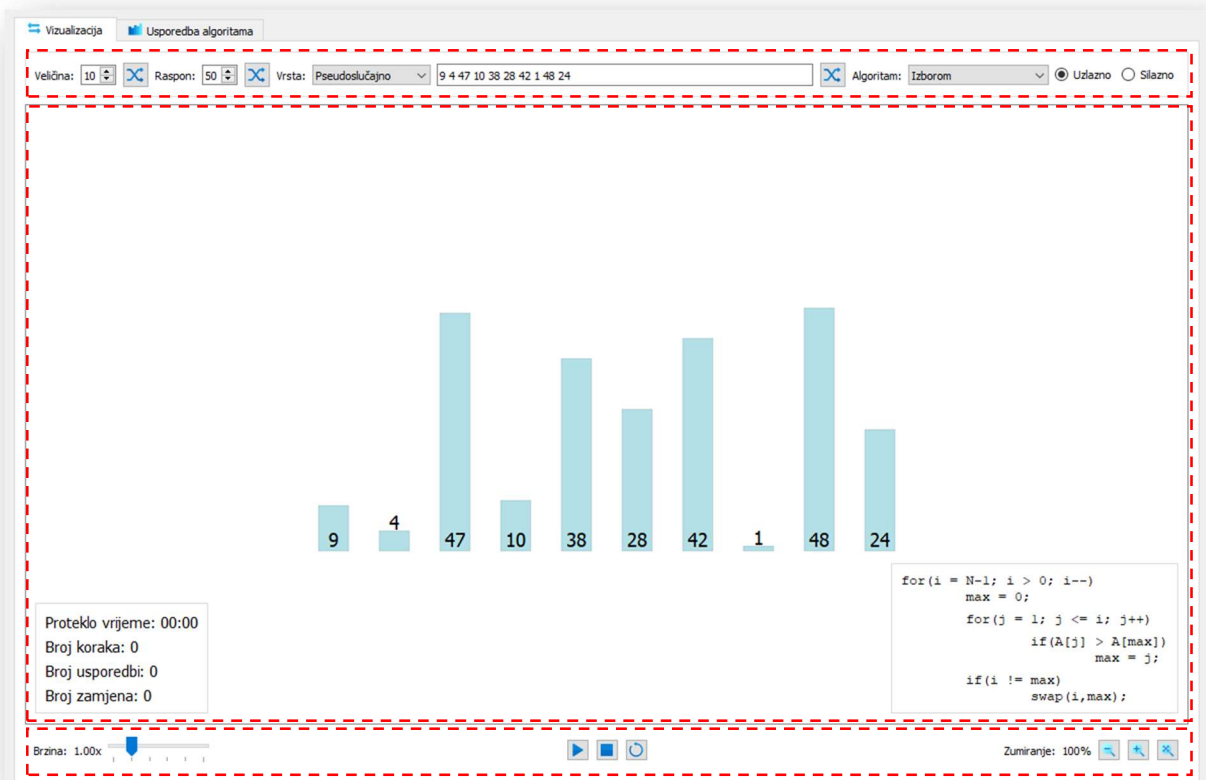 Vizualizacija Usporedba algoritama
Veličina: 10 Raspon: 50 Vrsta: Pseudoslučajno 9 4 47 10 38 28 42 1 48 24 Algoritam: Izborom Uzlazno Silazno
9 4 47 10 38 28 42 1 48 24
Proteklo vrijeme: 00:00
Broj koraka: 0
Broj usporedbi: 0
Broj zamjena: 0
for(i = N-1; i > 0; i--)
max = 0;
for(j = 1; j <= i; j++)
if(A[j] > A[max])
max = j;
if(i != max)
swap(i,max);
Brzina: 1.00x Zumiranje: 100%